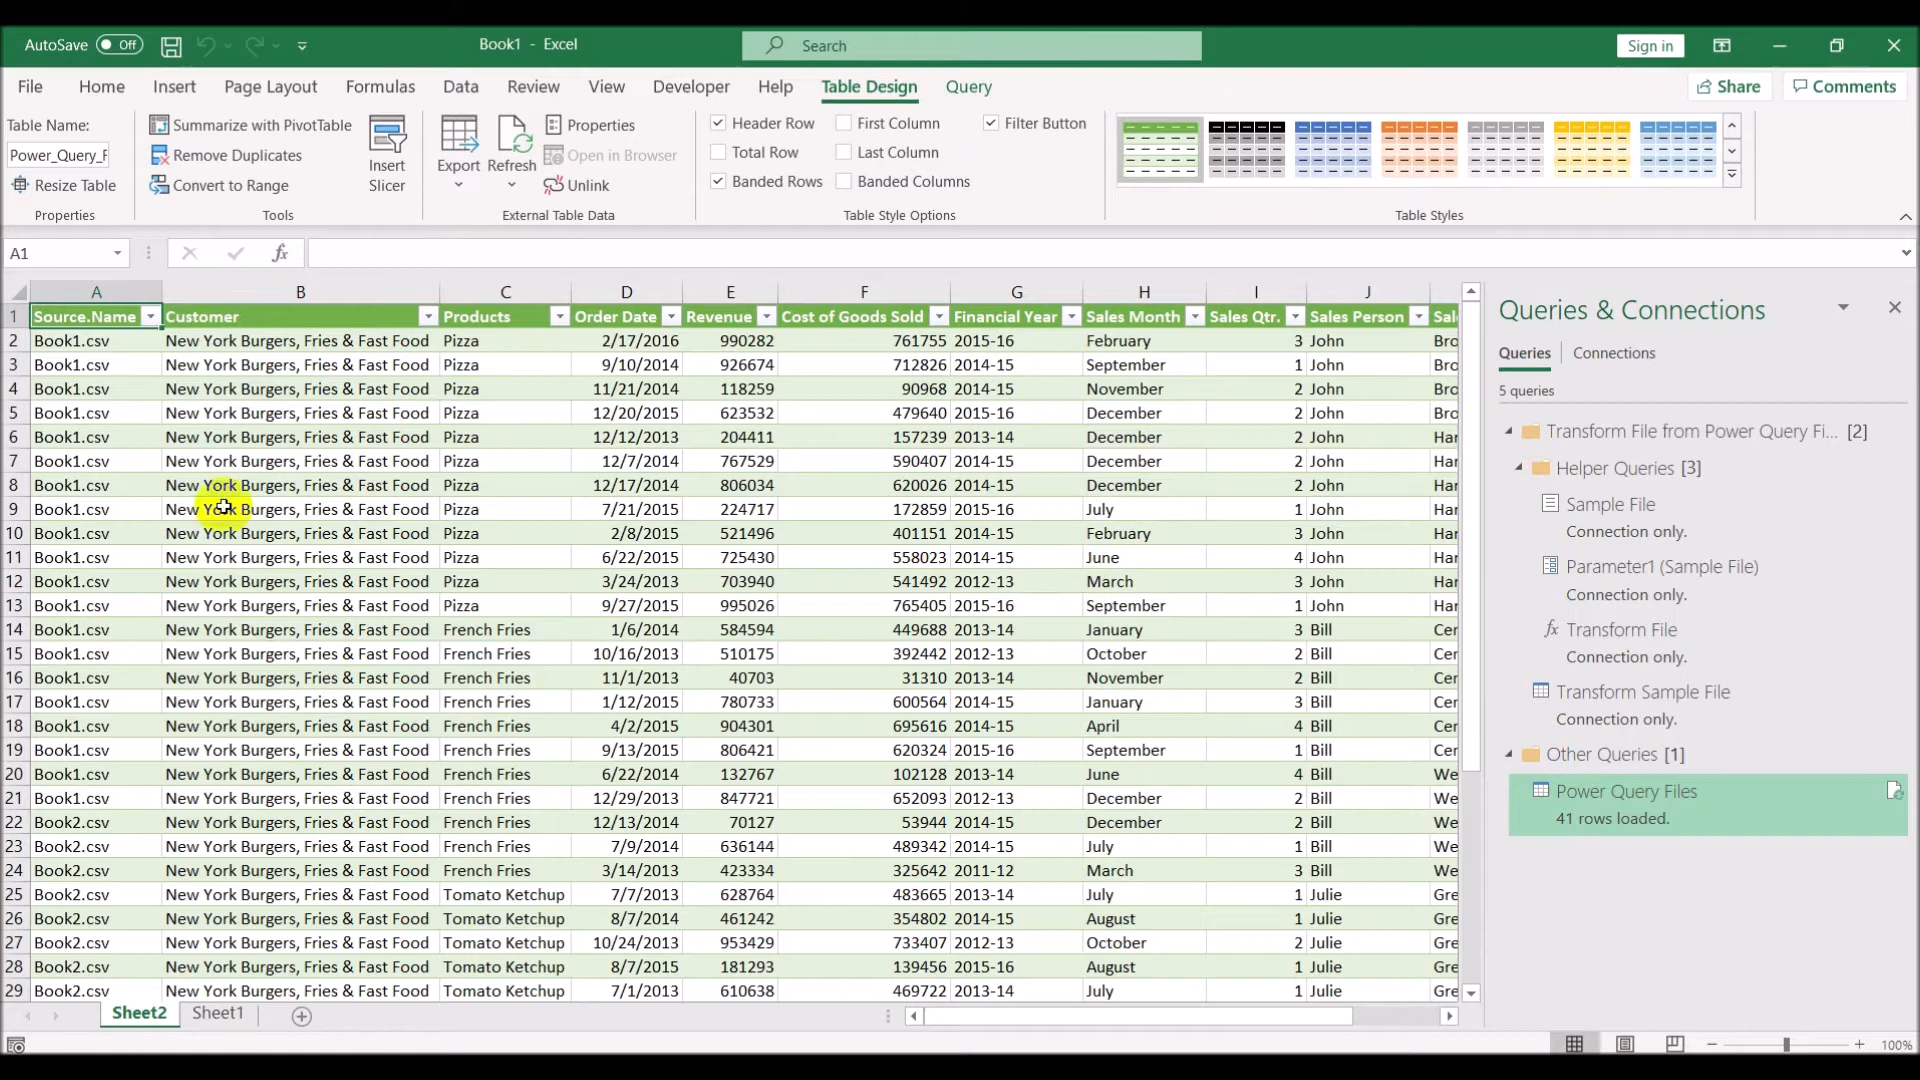 AutoSave Off Book1 - Excel Search Sign in
File Home Insert Page Layout Formulas Data Review View Developer Help Table Design Query Share Comments
Table Name:
Power_Query_F
Resize Table
Properties
Summarize with PivotTable
Remove Duplicates
Convert to Range
Insert Slicer
Tools
Export Refresh
Properties
Open in Browser
Unlink
External Table Data
Header Row First Column Filter Button
Total Row Last Column
Banded Rows Banded Columns
Table Style Options
Table Styles
A1 fx
A B C D E F G H I J
1 Source.Name Customer Products Order Date Revenue Cost of Goods Sold Financial Year Sales Month Sales Qtr. Sales Person Sal
2 Book1.csv New York Burgers, Fries & Fast Food Pizza 2/17/2016 990282 761755 2015-16 February 3 John Bro
3 Book1.csv New York Burgers, Fries & Fast Food Pizza 9/10/2014 926674 712826 2014-15 September 1 John Bro
4 Book1.csv New York Burgers, Fries & Fast Food Pizza 11/21/2014 118259 90968 2014-15 November 2 John Bro
5 Book1.csv New York Burgers, Fries & Fast Food Pizza 12/20/2015 623532 479640 2015-16 December 2 John Bro
6 Book1.csv New York Burgers, Fries & Fast Food Pizza 12/12/2013 204411 157239 2013-14 December 2 John Har
7 Book1.csv New York Burgers, Fries & Fast Food Pizza 12/7/2014 767529 590407 2014-15 December 2 John Har
8 Book1.csv New York Burgers, Fries & Fast Food Pizza 12/17/2014 806034 620026 2014-15 December 2 John Har
9 Book1.csv New York Burgers, Fries & Fast Food Pizza 7/21/2015 224717 172859 2015-16 July 1 John Har
10 Book1.csv New York Burgers, Fries & Fast Food Pizza 2/8/2015 521496 401151 2014-15 February 3 John Har
11 Book1.csv New York Burgers, Fries & Fast Food Pizza 6/22/2015 725430 558023 2014-15 June 4 John Har
12 Book1.csv New York Burgers, Fries & Fast Food Pizza 3/24/2013 703940 541492 2012-13 March 3 John Har
13 Book1.csv New York Burgers, Fries & Fast Food Pizza 9/27/2015 995026 765405 2015-16 September 1 John Har
14 Book1.csv New York Burgers, Fries & Fast Food French Fries 1/6/2014 584594 449688 2013-14 January 3 Bill Cer
15 Book1.csv New York Burgers, Fries & Fast Food French Fries 10/16/2013 510175 392442 2012-13 October 2 Bill Cer
16 Book1.csv New York Burgers, Fries & Fast Food French Fries 11/1/2013 40703 31310 2013-14 November 2 Bill Cer
17 Book1.csv New York Burgers, Fries & Fast Food French Fries 1/12/2015 780733 600564 2014-15 January 3 Bill Cer
18 Book1.csv New York Burgers, Fries & Fast Food French Fries 4/2/2015 904301 695616 2014-15 April 4 Bill Cer
19 Book1.csv New York Burgers, Fries & Fast Food French Fries 9/13/2015 806421 620324 2015-16 September 1 Bill Cer
20 Book1.csv New York Burgers, Fries & Fast Food French Fries 6/22/2014 132767 102128 2013-14 June 4 Bill We
21 Book1.csv New York Burgers, Fries & Fast Food French Fries 12/29/2013 847721 652093 2012-13 December 2 Bill We
22 Book2.csv New York Burgers, Fries & Fast Food French Fries 12/13/2014 70127 53944 2014-15 December 2 Bill We
23 Book2.csv New York Burgers, Fries & Fast Food French Fries 7/9/2014 636144 489342 2014-15 July 1 Bill We
24 Book2.csv New York Burgers, Fries & Fast Food French Fries 3/14/2013 423334 325642 2011-12 March 3 Bill We
25 Book2.csv New York Burgers, Fries & Fast Food Tomato Ketchup 7/7/2013 628764 483665 2013-14 July 1 Julie Gre
26 Book2.csv New York Burgers, Fries & Fast Food Tomato Ketchup 8/7/2014 461242 354802 2014-15 August 1 Julie Gre
27 Book2.csv New York Burgers, Fries & Fast Food Tomato Ketchup 10/24/2013 953429 733407 2012-13 October 2 Julie Gre
28 Book2.csv New York Burgers, Fries & Fast Food Tomato Ketchup 8/7/2015 181293 139456 2015-16 August 1 Julie Gre
29 Book2.csv New York Burgers, Fries & Fast Food Tomato Ketchup 7/1/2013 610638 469722 2013-14 July 1 Julie Gre
Sheet2 Sheet1
Queries & Connections
Queries Connections
5 queries
Transform File from Power Query Fi... [2]
Helper Queries [3]
Sample File
Connection only.
Parameter1 (Sample File)
Connection only.
fx Transform File
Connection only.
Transform Sample File
Connection only.
Other Queries [1]
Power Query Files
41 rows loaded.
100%